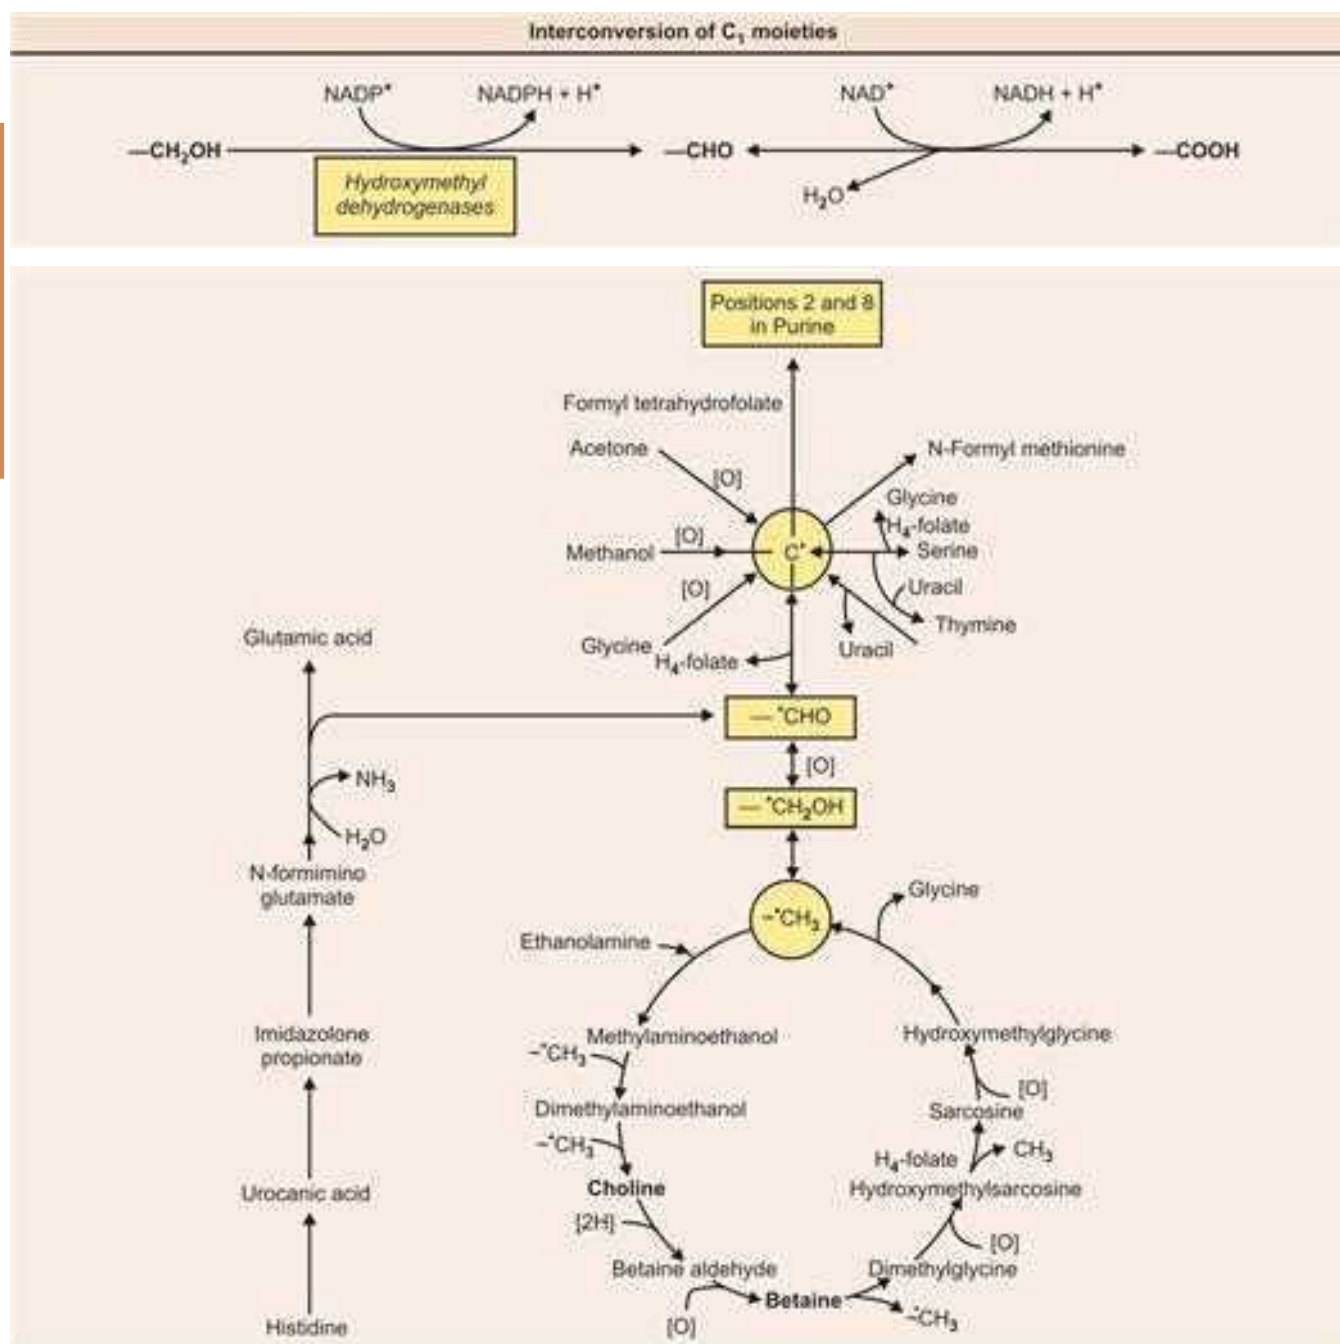 Interconversion of C₁ moieties
NADP⁺
NADPH + H⁺
NAD⁺
NADH + H⁺
—CH₂OH
—CHO
—COOH
Hydroxymethyl
dehydrogenases
H₂O
Positions 2 and 8
in Purine
Formyl tetrahydrofolate
Acetone
[O]
N-Formyl methionine
Glycine
H₄-folate
Methanol
[O]
C*
Serine
[O]
Uracil
Thymine
Glycine
H₄-folate
Uracil
Glutamic acid
— *CHO
[O]
NH₃
— *CH₂OH
H₂O
N-formimino
glutamate
–*CH₃
Glycine
Ethanolamine
Imidazolone
propionate
Methylaminoethanol
Hydroxymethylglycine
–*CH₃
[O]
Dimethylaminoethanol
Sarcosine
–*CH₃
H₄-folate
CH₃
Urocanic acid
Choline
Hydroxymethylsarcosine
[2H]
[O]
Betaine aldehyde
Dimethylglycine
Betaine
–*CH₃
Histidine
[O]